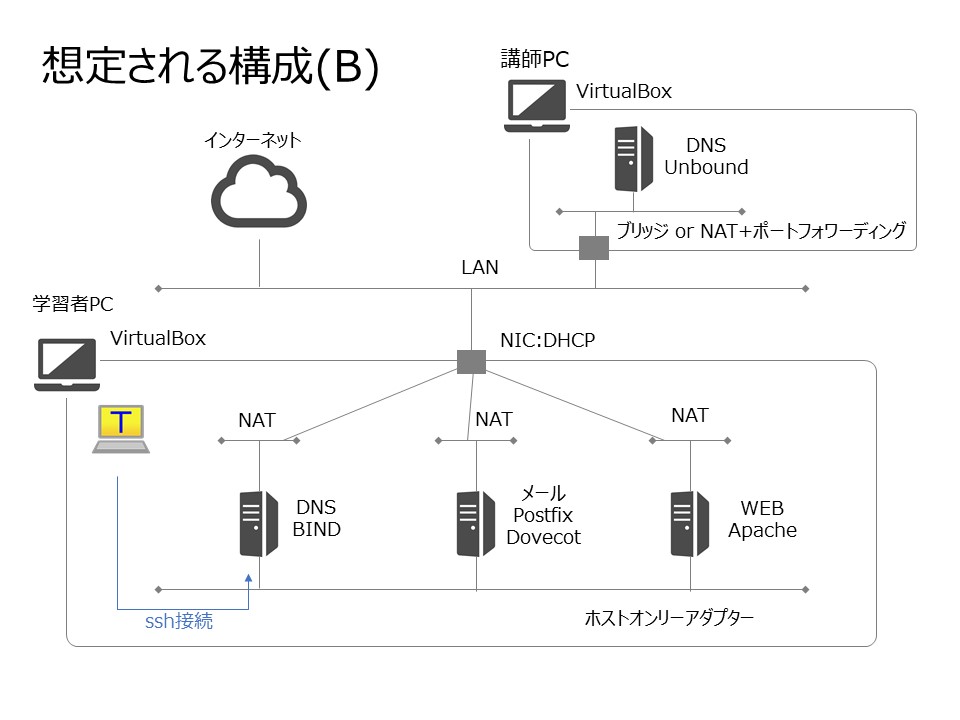 想定される構成(B)
講師PC
VirtualBox
インターネット
DNS
Unbound
ブリッジ or NAT+ポートフォワーディング
LAN
学習者PC
VirtualBox
NIC:DHCP
T
NAT
NAT
NAT
DNS
BIND
メール
Postfix
Dovecot
WEB
Apache
ssh接続
ホストオンリーアダプター